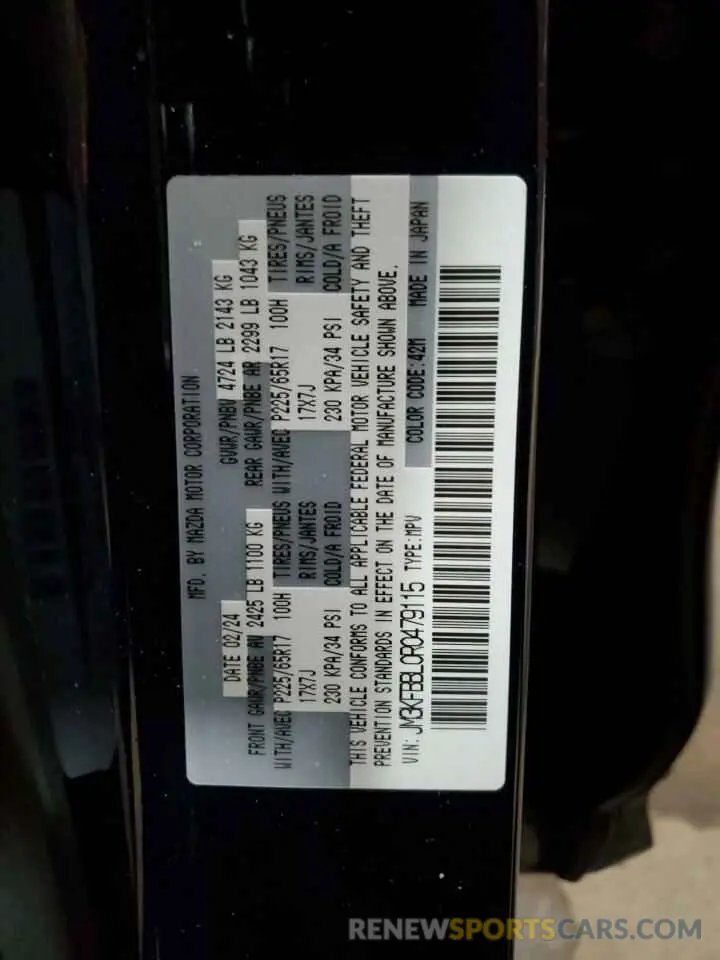 MFD. BY MAZDA MOTOR CORPORATION
DATE 02/24 GVWR/PNBV 4724 LB 2143 KG
FRONT GAWR/PNBE AV 2425 LB 1100 KG REAR GAWR/PNBE AR 2299 LB 1043 KG
WITH/AVEC P225/65R17 100H TIRES/PNEUS WITH/AVEC P225/65R17 100H TIRES/PNEUS
17X7J RIMS/JANTES 17X7J RIMS/JANTES
230 KPA/34 PSI COLD/A FROID 230 KPA/34 PSI COLD/A FROID
THIS VEHICLE CONFORMS TO ALL APPLICABLE FEDERAL MOTOR VEHICLE SAFETY AND THEFT
PREVENTION STANDARDS IN EFFECT ON THE DATE OF MANUFACTURE SHOWN ABOVE.
VIN: JM3KFBBL0R0479115 TYPE:MPV COLOR CODE:42M MADE IN JAPAN
RENEWSPORTSCARS.COM